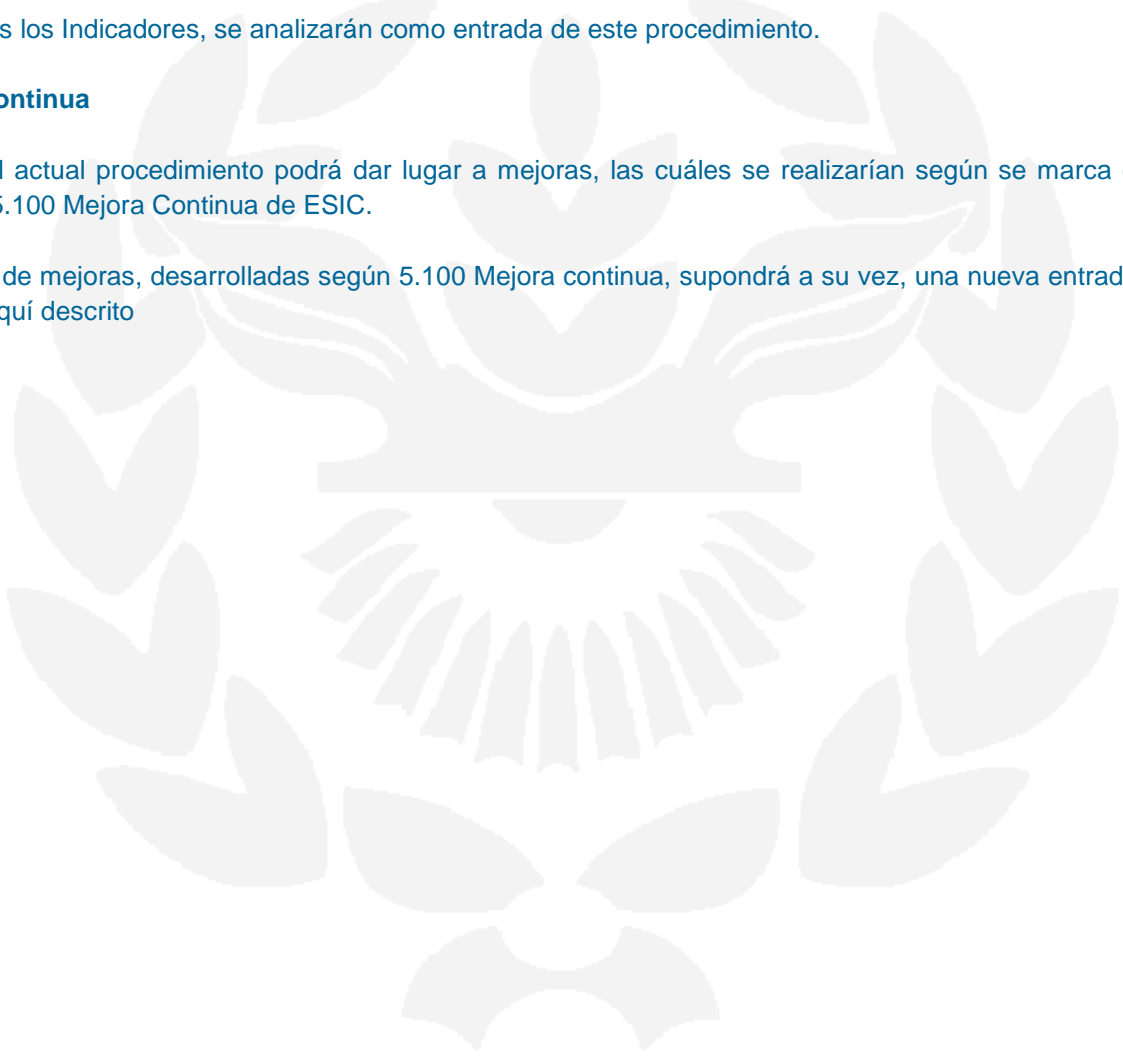 s los Indicadores, se analizarán como entrada de este procedimiento.
ontinua
l actual procedimiento podrá dar lugar a mejoras, las cuáles se realizarían según se marca
5.100 Mejora Continua de ESIC.
de mejoras, desarrolladas según 5.100 Mejora continua, supondrá a su vez, una nueva entrad
quí descrito